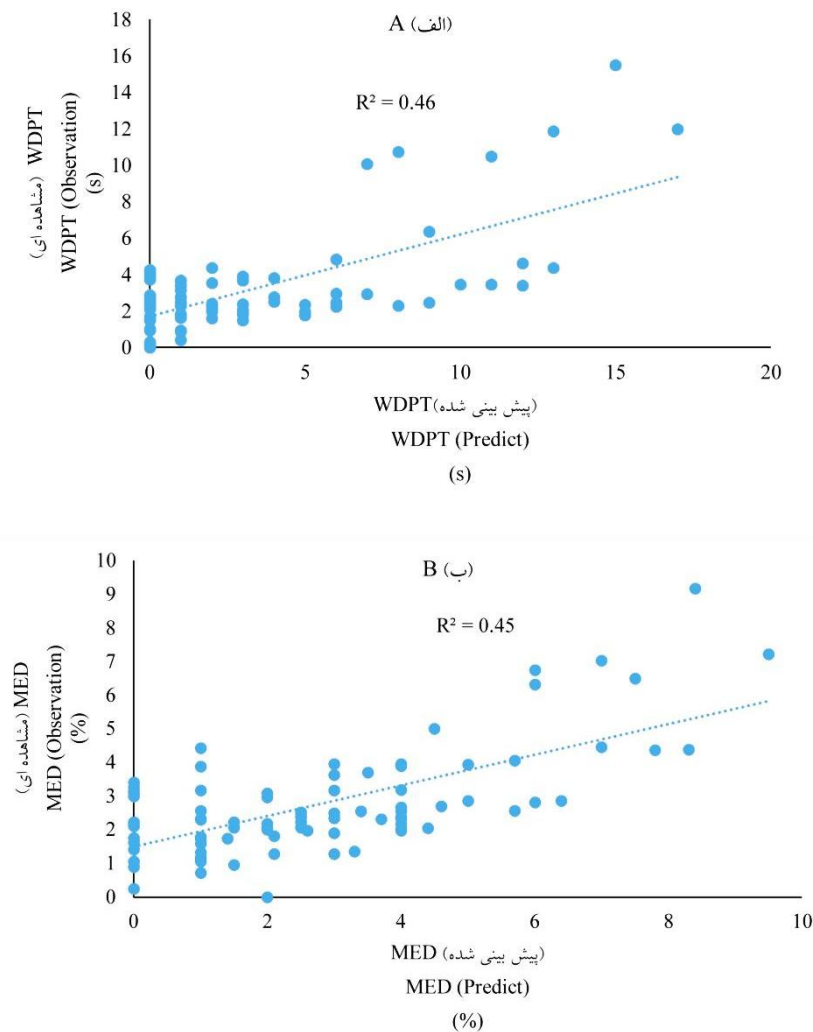 A (الف)
R² = 0.46
18
16
14
12
10
8
6
4
2
0
WDPT (مشاهده ای)
WDPT (Observation)
(s)
0 5 10 15 20
WDPT(پیش بینی شده)
WDPT (Predict)
(s)
B (ب)
R² = 0.45
10
9
8
7
6
5
4
3
2
1
0
MED (مشاهده ای)
MED (Observation)
(%)
0 2 4 6 8 10
MED (پیش بینی شده)
MED (Predict)
(%)